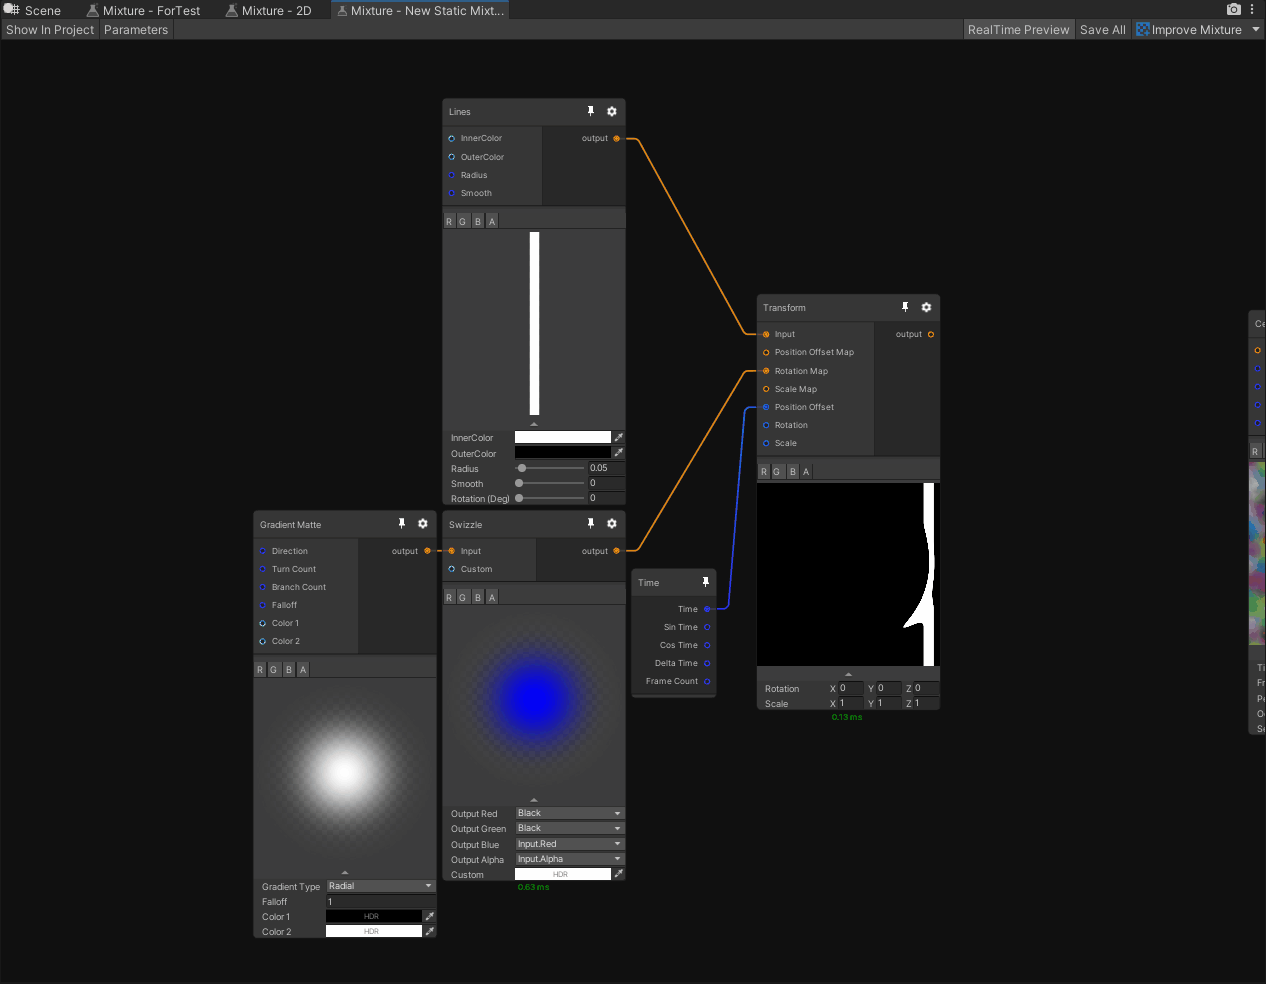 Scene
Mixture - ForTest
Mixture - 2D
Mixture - New Static Mixt...
Show In Project
Parameters
RealTime Preview
Save All
Improve Mixture
Lines
InnerColor
output
OuterColor
Radius
Smooth
R G B A
InnerColor
OuterColor
Radius 0.05
Smooth 0
Rotation (Deg) 0
Transform
Input
output
Position Offset Map
Rotation Map
Scale Map
Position Offset
Rotation
Scale
R G B A
Rotation X 0 Y 0 Z 0
Scale X 1 Y 1 Z 1
0.13 ms
Gradient Matte
Direction
output
Turn Count
Branch Count
Falloff
Color 1
Color 2
R G B A
Gradient Type Radial
Falloff 1
Color 1 HDR
Color 2 HDR
Swizzle
Input
output
Custom
R G B A
Output Red Black
Output Green Black
Output Blue Input.Red
Output Alpha Input.Alpha
Custom HDR
0.63 ms
Time
Time
Sin Time
Cos Time
Delta Time
Frame Count
Ce
R
Ti
Fr
Pe
Oc
Se